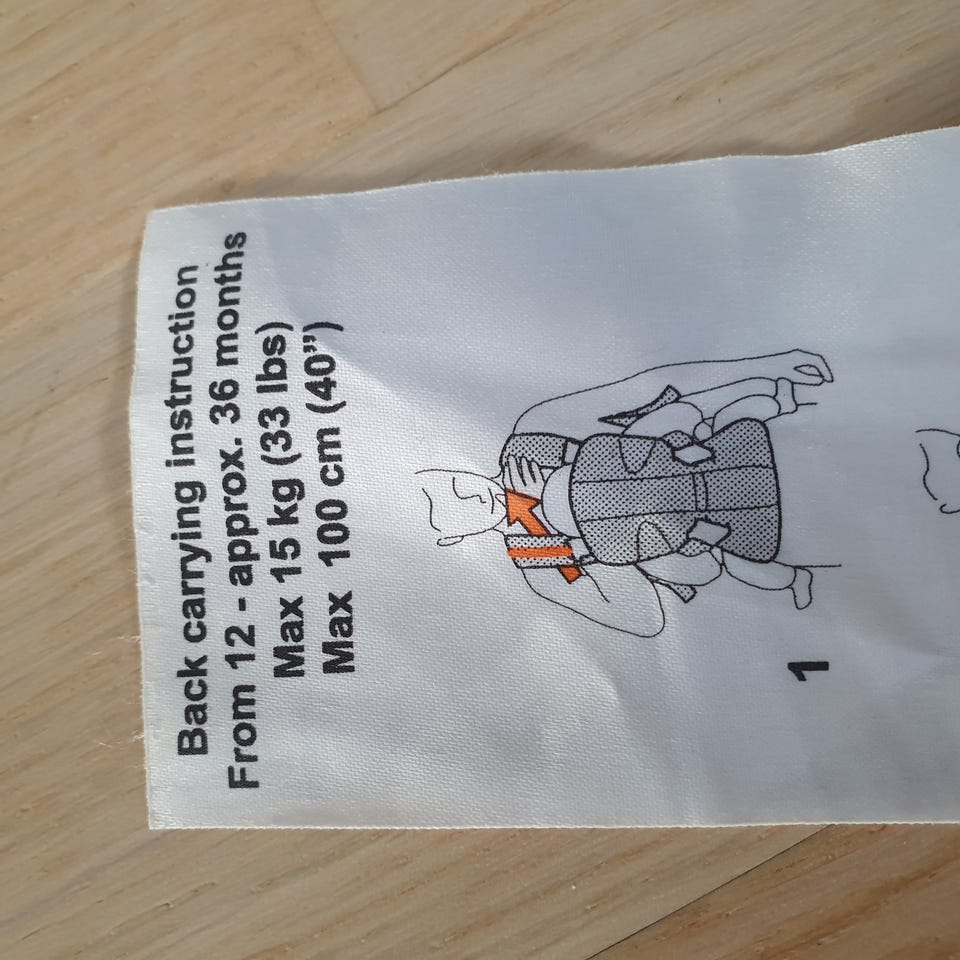 Back carrying instruction
From 12 - approx. 36 months
Max 15 kg (33 lbs)
Max 100 cm (40”)
1